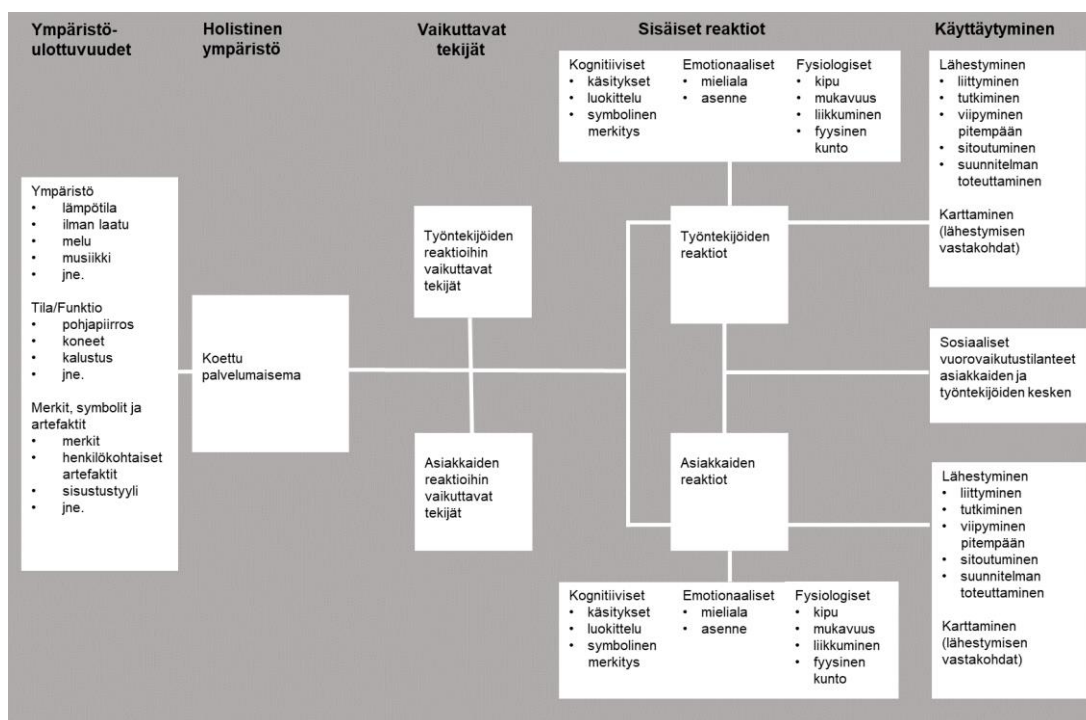 Ympäristö-
ulottuvuudet
Holistinen
ympäristö
Vaikuttavat
tekijät
Sisäiset reaktiot
Käyttäytyminen
Ympäristö
• lämpötila
• ilman laatu
• melu
• musiikki
• jne.
Tila/Funktio
• pohjapiirros
• koneet
• kalustus
• jne.
Merkit, symbolit ja
artefaktit
• merkit
• henkilökohtaiset
artefaktit
• sisustustyyli
• jne.
Koettu
palvelumaisema
Työntekijöiden
reaktioihin
vaikuttavat
tekijät
Asiakkaiden
reaktioihin
vaikuttavat
tekijät
Kognitiiviset
• käsitykset
• luokittelu
• symbolinen
merkitys
Emotionaaliset
• mieliala
• asenne
Fysiologiset
• kipu
• mukavuus
• liikkuminen
• fyysinen
kunto
Työntekijöiden
reaktiot
Asiakkaiden
reaktiot
Kognitiiviset
• käsitykset
• luokittelu
• symbolinen
merkitys
Emotionaaliset
• mieliala
• asenne
Fysiologiset
• kipu
• mukavuus
• liikkuminen
• fyysinen
kunto
Lähestyminen
• liittyminen
• tutkiminen
• viipyminen
pitempään
• sitoutuminen
• suunnitelman
toteuttaminen
Karttaminen
(lähestymisen
vastakohdat)
Sosiaaliset
vuorovaikutustilanteet
asiakkaiden ja
työntekijöiden kesken
Lähestyminen
• liittyminen
• tutkiminen
• viipyminen
pitempään
• sitoutuminen
• suunnitelman
toteuttaminen
Karttaminen
(lähestymisen
vastakohdat)